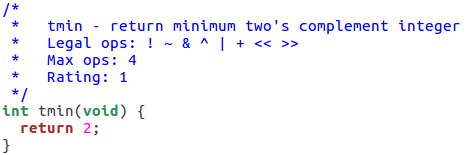 /*
 *   tmin - return minimum two's complement integer
 *   Legal ops: ! ~ & ^ | + << >>
 *   Max ops: 4
 *   Rating: 1
 */
int tmin(void) {
  return 2;
}